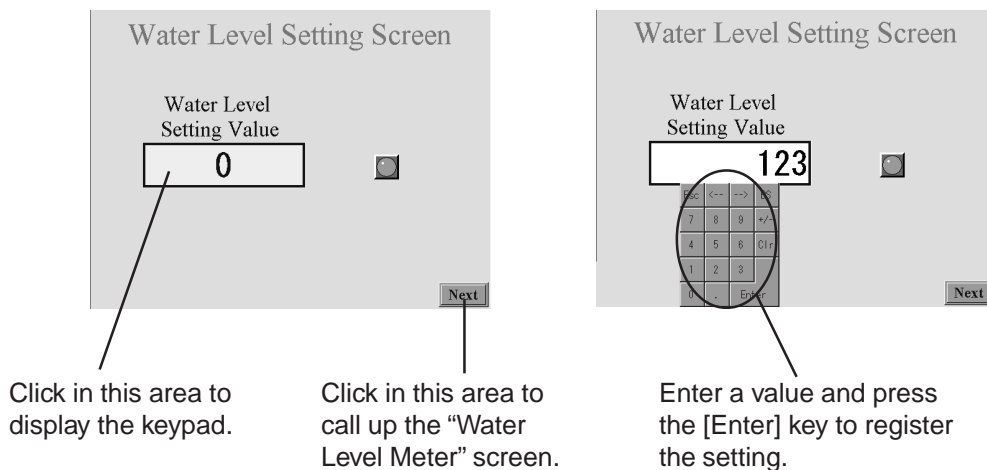 Water Level Setting Screen
Water Level
Setting Value
0
Next
Click in this area to
display the keypad.
Click in this area to
call up the “Water
Level Meter” screen.
Water Level Setting Screen
Water Level
Setting Value
123
Esc <-- --> BS
7 8 9 +/-
4 5 6 Clr
1 2 3
0 . Enter
Next
Enter a value and press
the [Enter] key to register
the setting.